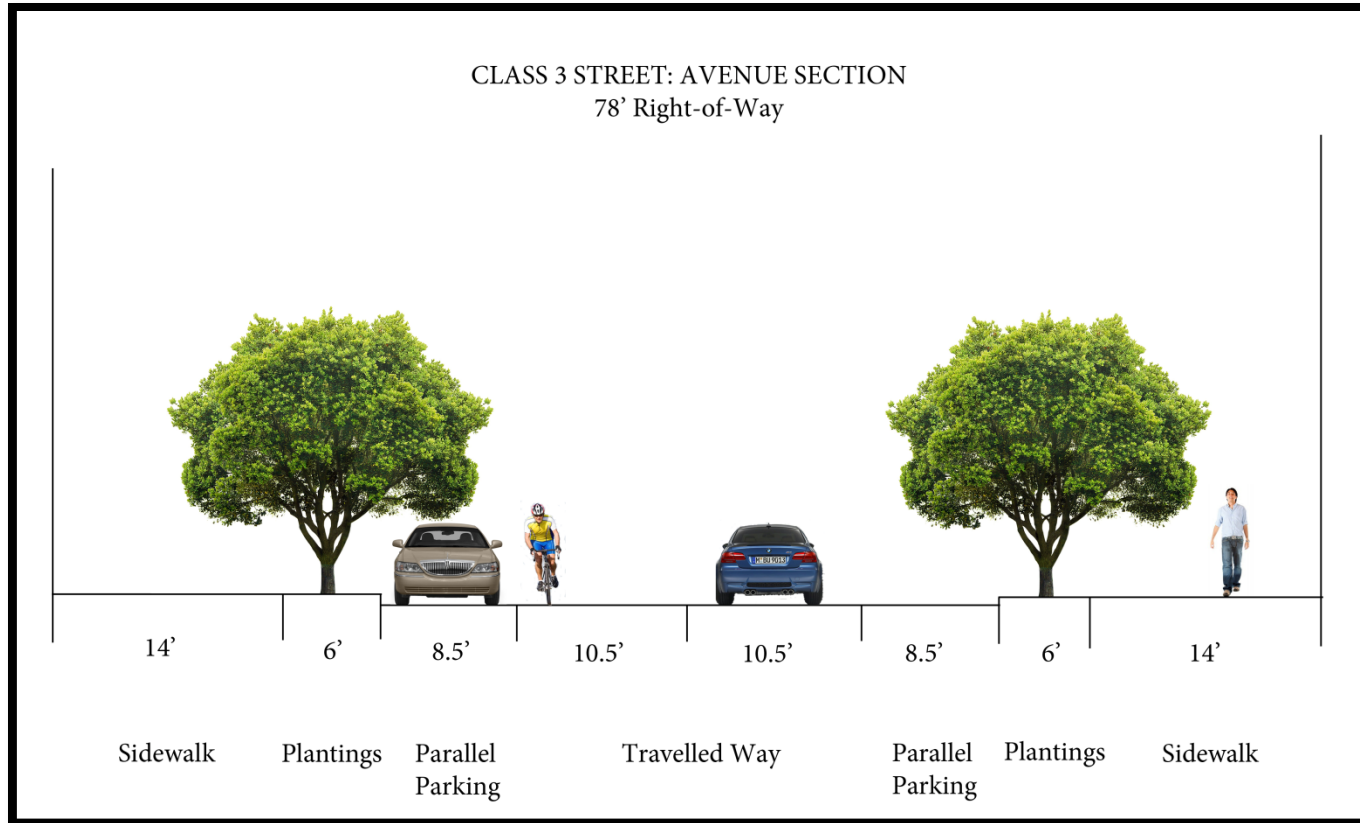 CLASS 3 STREET: AVENUE SECTION
78’ Right-of-Way
14’ 6’ 8.5’ 10.5’ 10.5’ 8.5’ 6’ 14’
Sidewalk Plantings Parallel Parking Travelled Way Parallel Parking Plantings Sidewalk